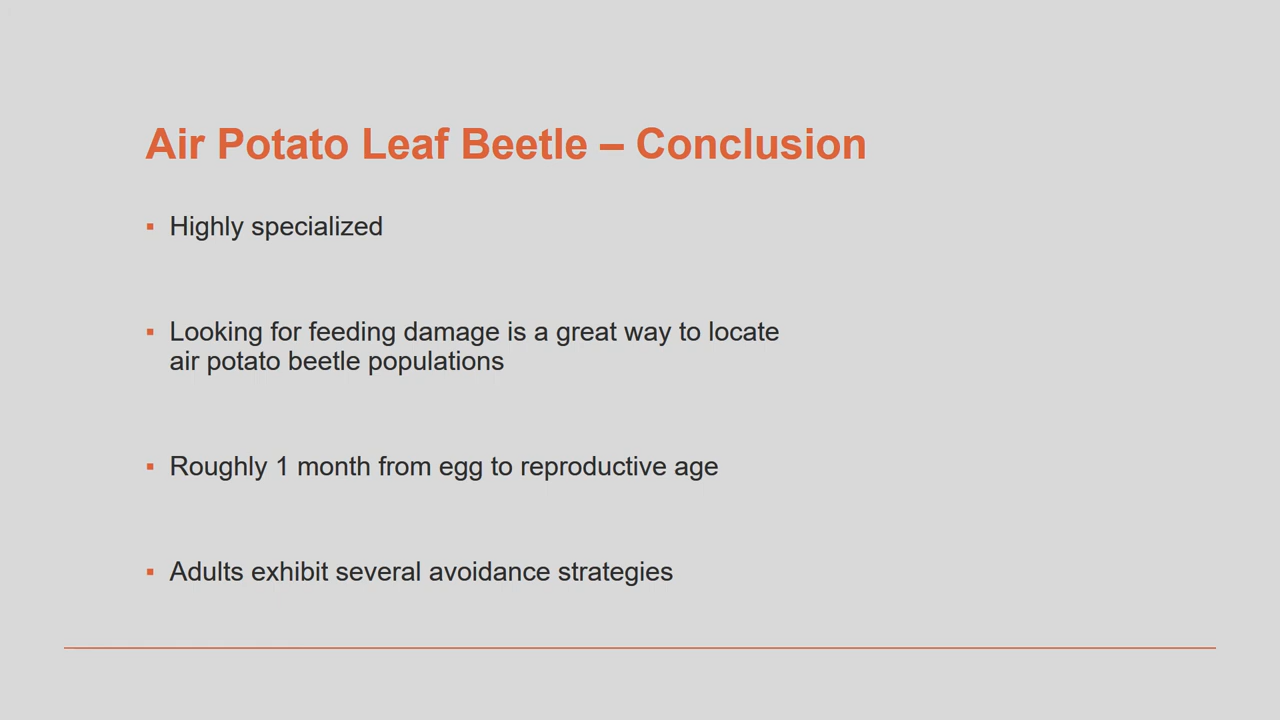 Air Potato Leaf Beetle – Conclusion
▪ Highly specialized
▪ Looking for feeding damage is a great way to locate
air potato beetle populations
▪ Roughly 1 month from egg to reproductive age
▪ Adults exhibit several avoidance strategies